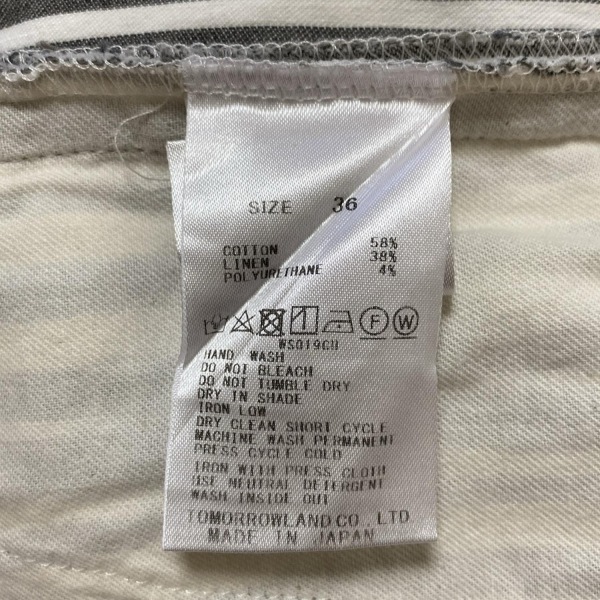 SIZE 36
COTTON 58%
LINEN 38%
POLYURETHANE 4%
F W
WS019CU
HAND WASH
DO NOT BLEACH
DO NOT TUMBLE DRY
DRY IN SHADE
IRON LOW
DRY CLEAN SHORT CYCLE
MACHINE WASH PERMANENT
PRESS CYCLE COLD
IRON WITH PRESS CLOTH
USE NEUTRAL DETERGENT
WASH INSIDE OUT
TOMORROWLAND CO., LTD.
MADE IN JAPAN